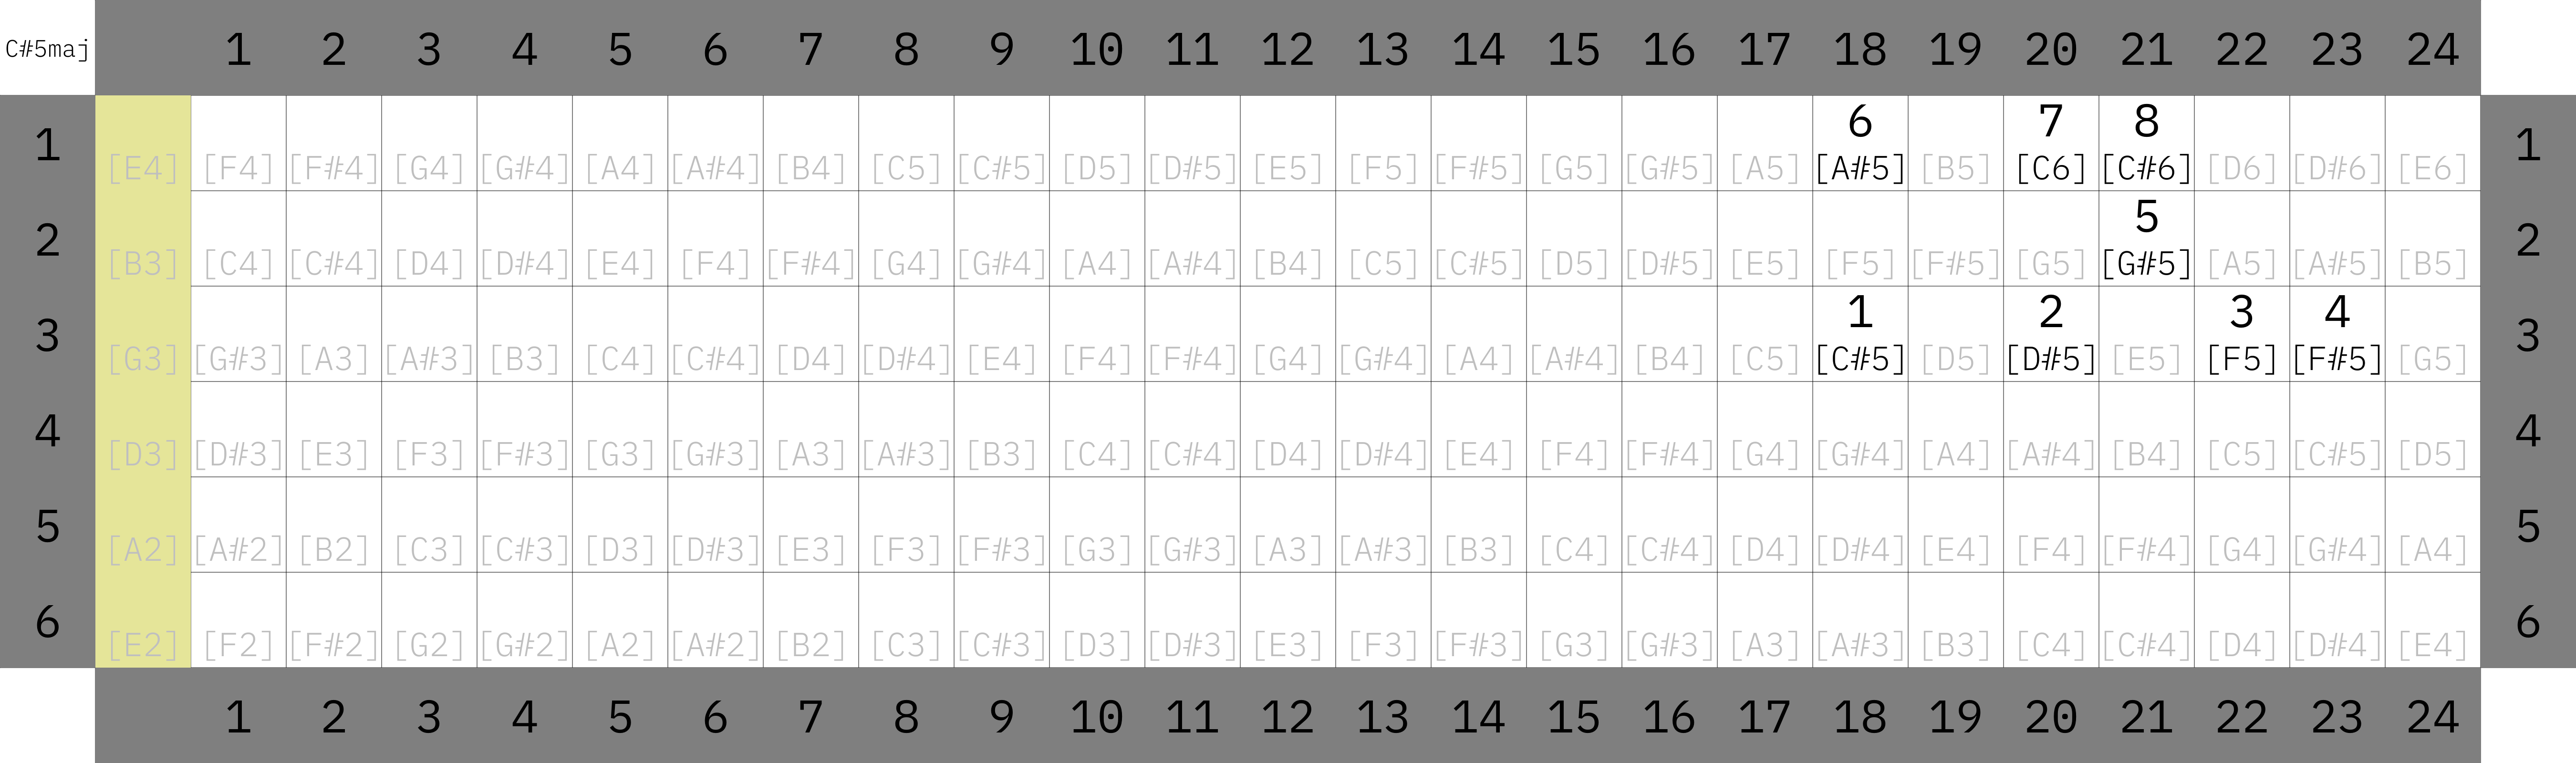 C#5maj 1 2 3 4 5 6 7 8 9 10 11 12 13 14 15 16 17 18 19 20 21 22 23 24
6 7 8
1 [E4] [F4] [F#4] [G4] [G#4] [A4] [A#4] [B4] [C5] [C#5] [D5] [D#5] [E5] [F5] [F#5] [G5] [G#5] [A5] [A#5] [B5] [C6] [C#6] [D6] [D#6] [E6] 1
5
2 [B3] [C4] [C#4] [D4] [D#4] [E4] [F4] [F#4] [G4] [G#4] [A4] [A#4] [B4] [C5] [C#5] [D5] [D#5] [E5] [F5] [F#5] [G5] [G#5] [A5] [A#5] [B5] 2
1 2 3 4
3 [G3] [G#3] [A3] [A#3] [B3] [C4] [C#4] [D4] [D#4] [E4] [F4] [F#4] [G4] [G#4] [A4] [A#4] [B4] [C5] [C#5] [D5] [D#5] [E5] [F5] [F#5] [G5] 3
4 [D3] [D#3] [E3] [F3] [F#3] [G3] [G#3] [A3] [A#3] [B3] [C4] [C#4] [D4] [D#4] [E4] [F4] [F#4] [G4] [G#4] [A4] [A#4] [B4] [C5] [C#5] [D5] 4
5 [A2] [A#2] [B2] [C3] [C#3] [D3] [D#3] [E3] [F3] [F#3] [G3] [G#3] [A3] [A#3] [B3] [C4] [C#4] [D4] [D#4] [E4] [F4] [F#4] [G4] [G#4] [A4] 5
6 [E2] [F2] [F#2] [G2] [G#2] [A2] [A#2] [B2] [C3] [C#3] [D3] [D#3] [E3] [F3] [F#3] [G3] [G#3] [A3] [A#3] [B3] [C4] [C#4] [D4] [D#4] [E4] 6
1 2 3 4 5 6 7 8 9 10 11 12 13 14 15 16 17 18 19 20 21 22 23 24